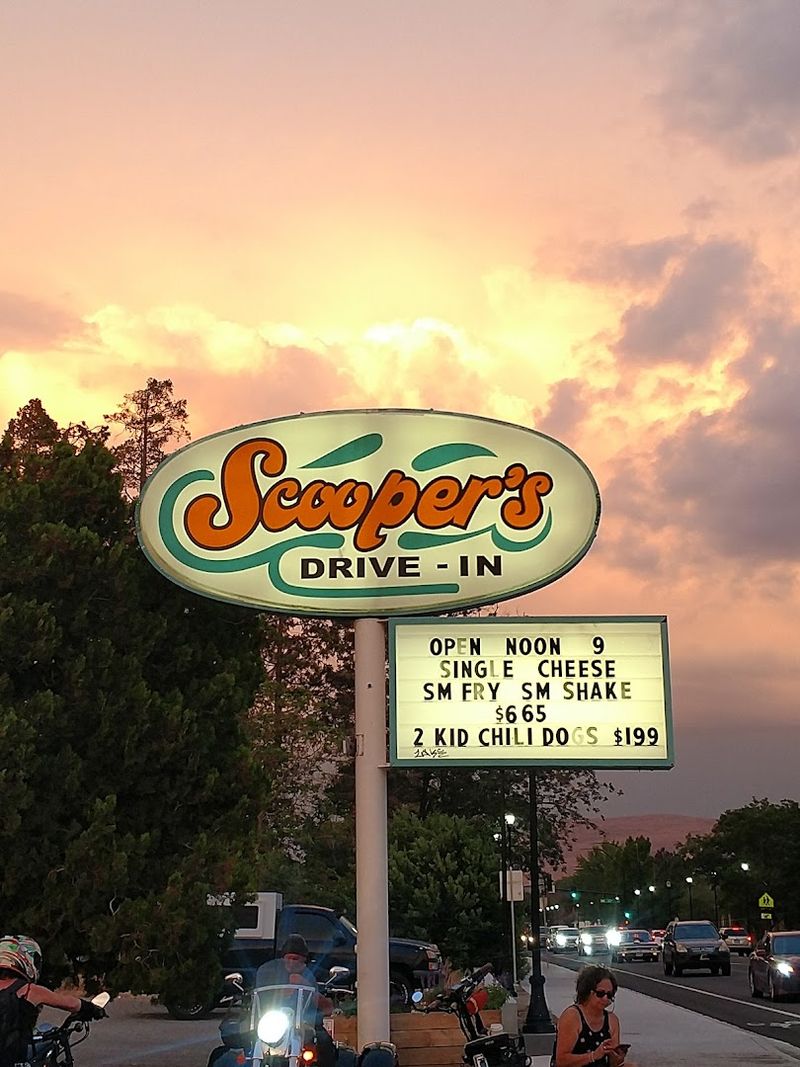 Scooper's
DRIVE - IN
OPEN NOON 9
SINGLE CHEESE
SM FRY SM SHAKE
$665
2 KID CHILI DOGS $199